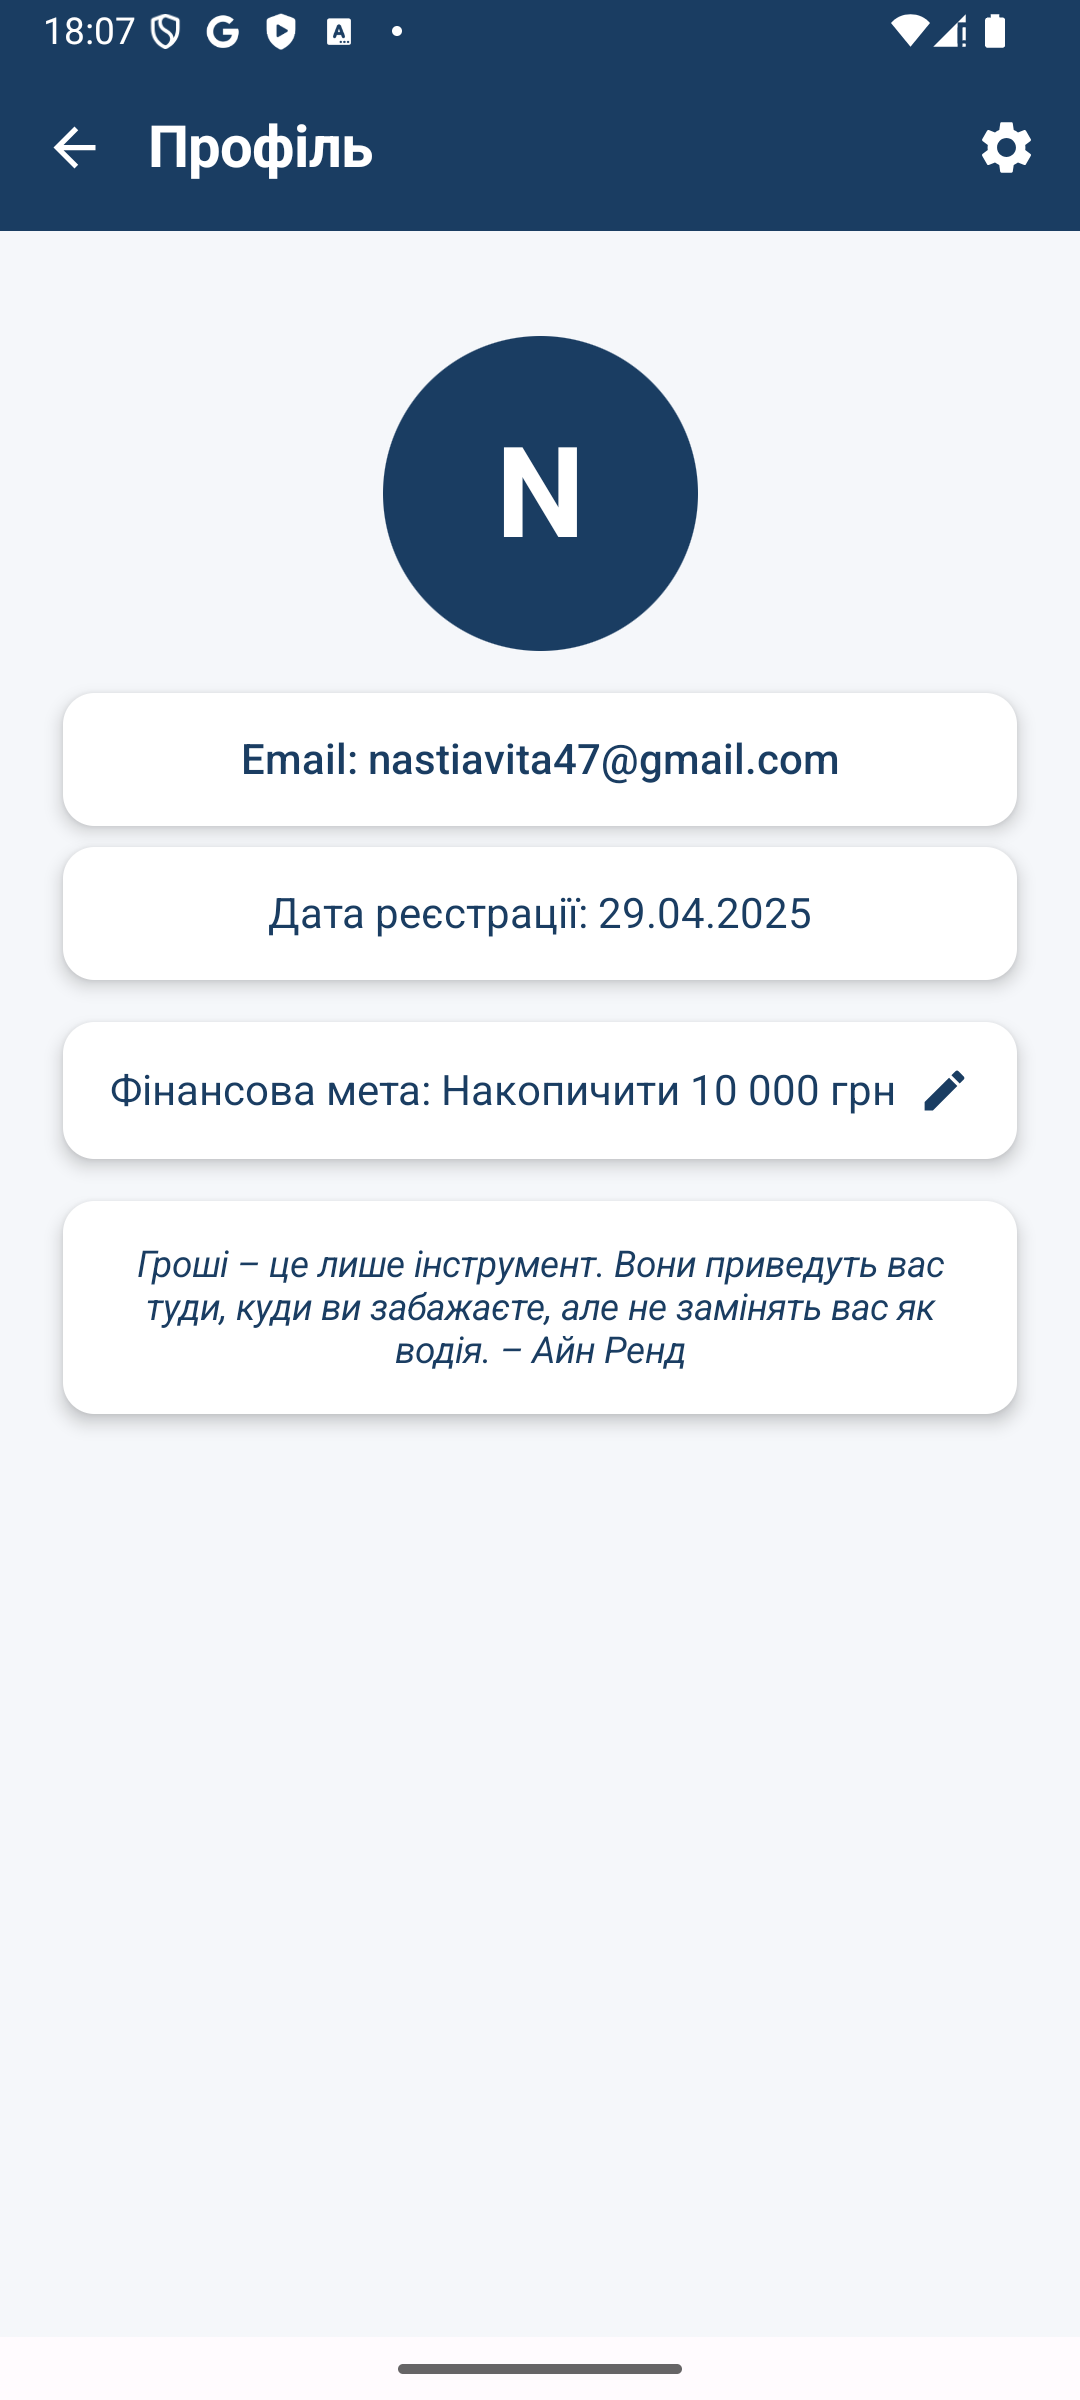 18:07
Профіль
N
Email: nastiavita47@gmail.com
Дата реєстрації: 29.04.2025
Фінансова мета: Накопичити 10 000 грн
Гроші – це лише інструмент. Вони приведуть вас
туди, куди ви забажаєте, але не замінять вас як
водія. – Айн Ренд